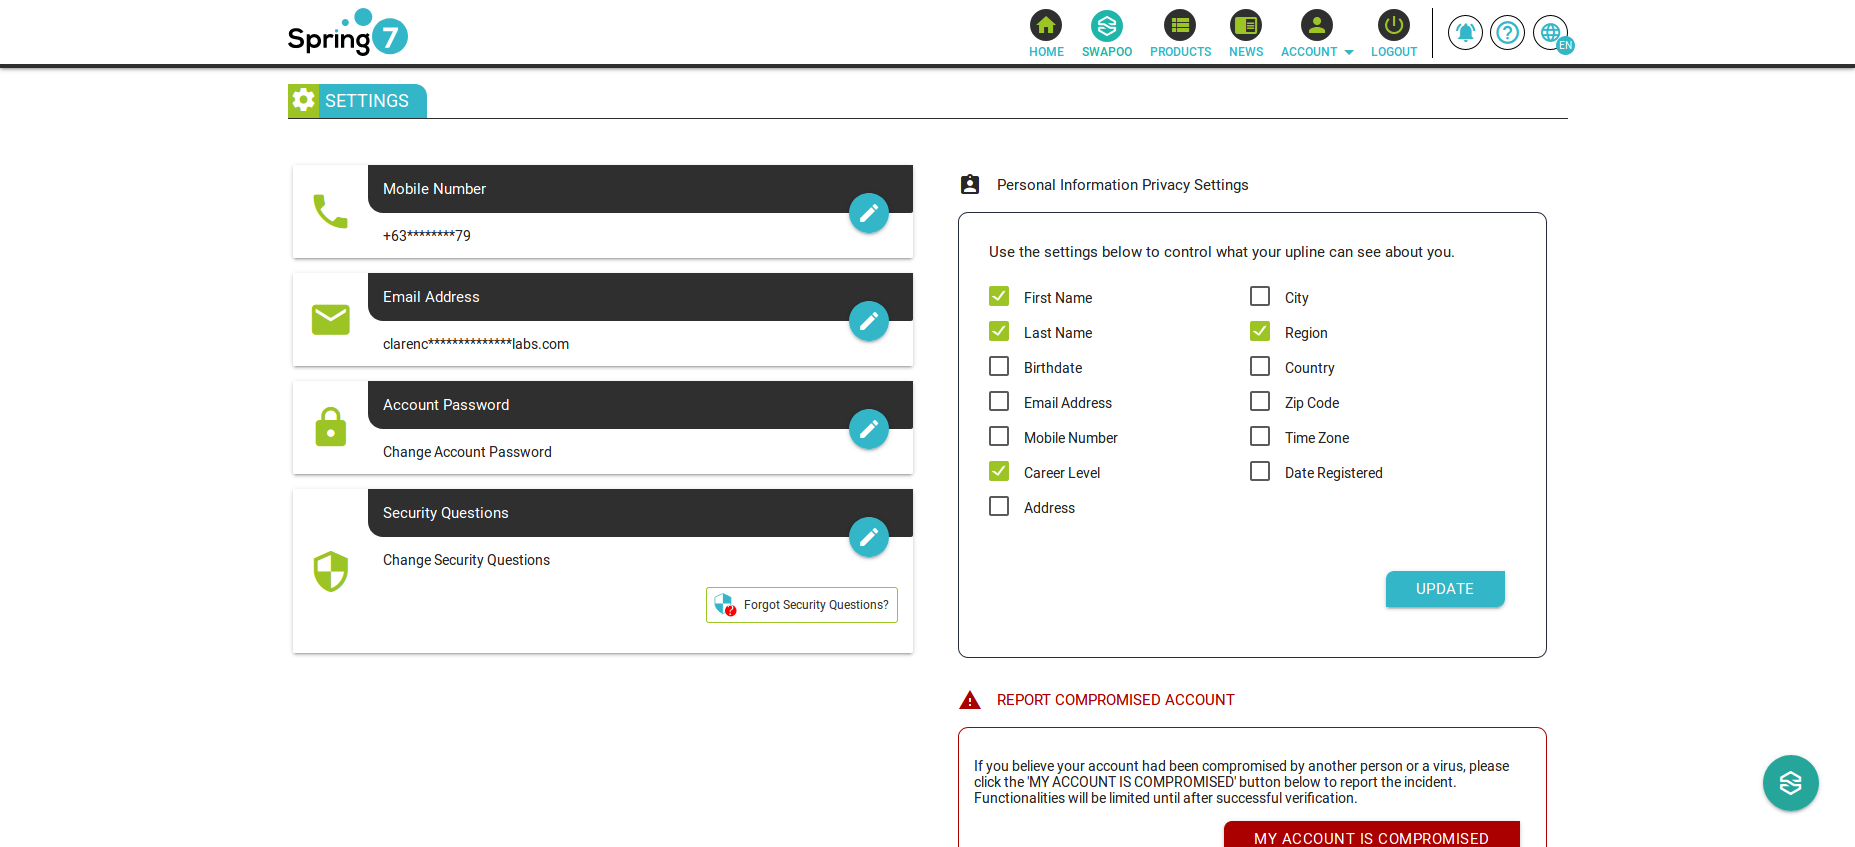 Spring 7
HOME
SWAPOO
PRODUCTS
NEWS
ACCOUNT
LOGOUT
EN
SETTINGS
Mobile Number
+63********79
Email Address
clarenc**************labs.com
Account Password
Change Account Password
Security Questions
Change Security Questions
Forgot Security Questions?
Personal Information Privacy Settings
Use the settings below to control what your upline can see about you.
First Name
Last Name
Birthdate
Email Address
Mobile Number
Career Level
Address
City
Region
Country
Zip Code
Time Zone
Date Registered
UPDATE
REPORT COMPROMISED ACCOUNT
If you believe your account had been compromised by another person or a virus, please
click the 'MY ACCOUNT IS COMPROMISED' button below to report the incident.
Functionalities will be limited until after successful verification.
MY ACCOUNT IS COMPROMISED